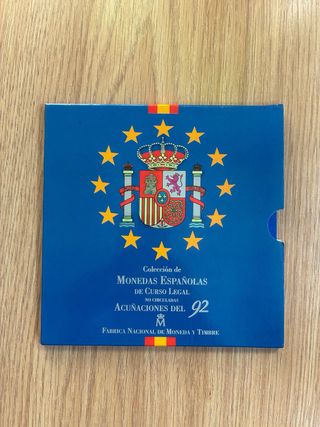 Colección de
MONEDAS ESPAÑOLAS
DE CURSO LEGAL
NO CIRCULADAS
ACUÑACIONES DEL 92
M
FABRICA NACIONAL DE MONEDA Y TIMBRE